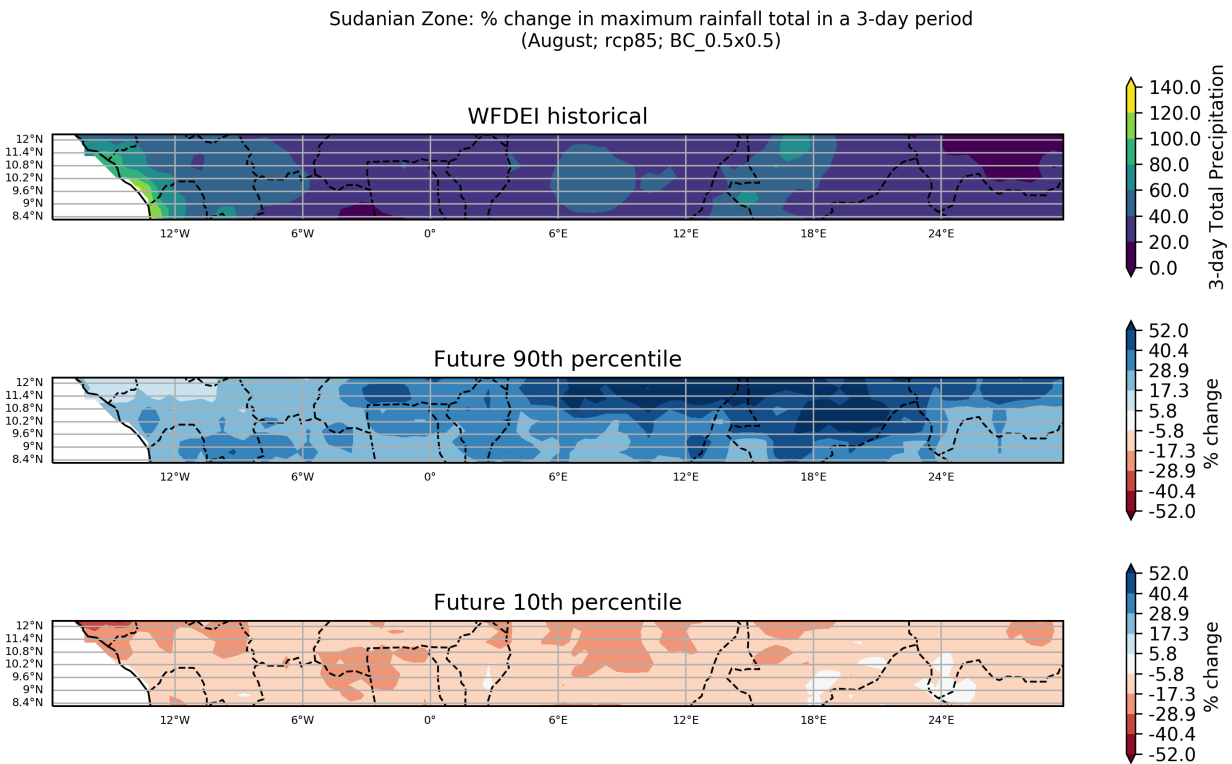 Sudanian Zone: % change in maximum rainfall total in a 3-day period
(August; rcp85; BC_0.5x0.5)
WFDEI historical
12°N
11.4°N
10.8°N
10.2°N
9.6°N
9°N
8.4°N
12°W 6°W 0° 6°E 12°E 18°E 24°E
140.0
120.0
100.0
80.0
60.0
40.0
20.0
0.0
3-day Total Precipitation
Future 90th percentile
12°N
11.4°N
10.8°N
10.2°N
9.6°N
9°N
8.4°N
12°W 6°W 0° 6°E 12°E 18°E 24°E
52.0
40.4
28.9
17.3
5.8
-5.8
-17.3
-28.9
-40.4
-52.0
% change
Future 10th percentile
12°N
11.4°N
10.8°N
10.2°N
9.6°N
9°N
8.4°N
12°W 6°W 0° 6°E 12°E 18°E 24°E
52.0
40.4
28.9
17.3
5.8
-5.8
-17.3
-28.9
-40.4
-52.0
% change